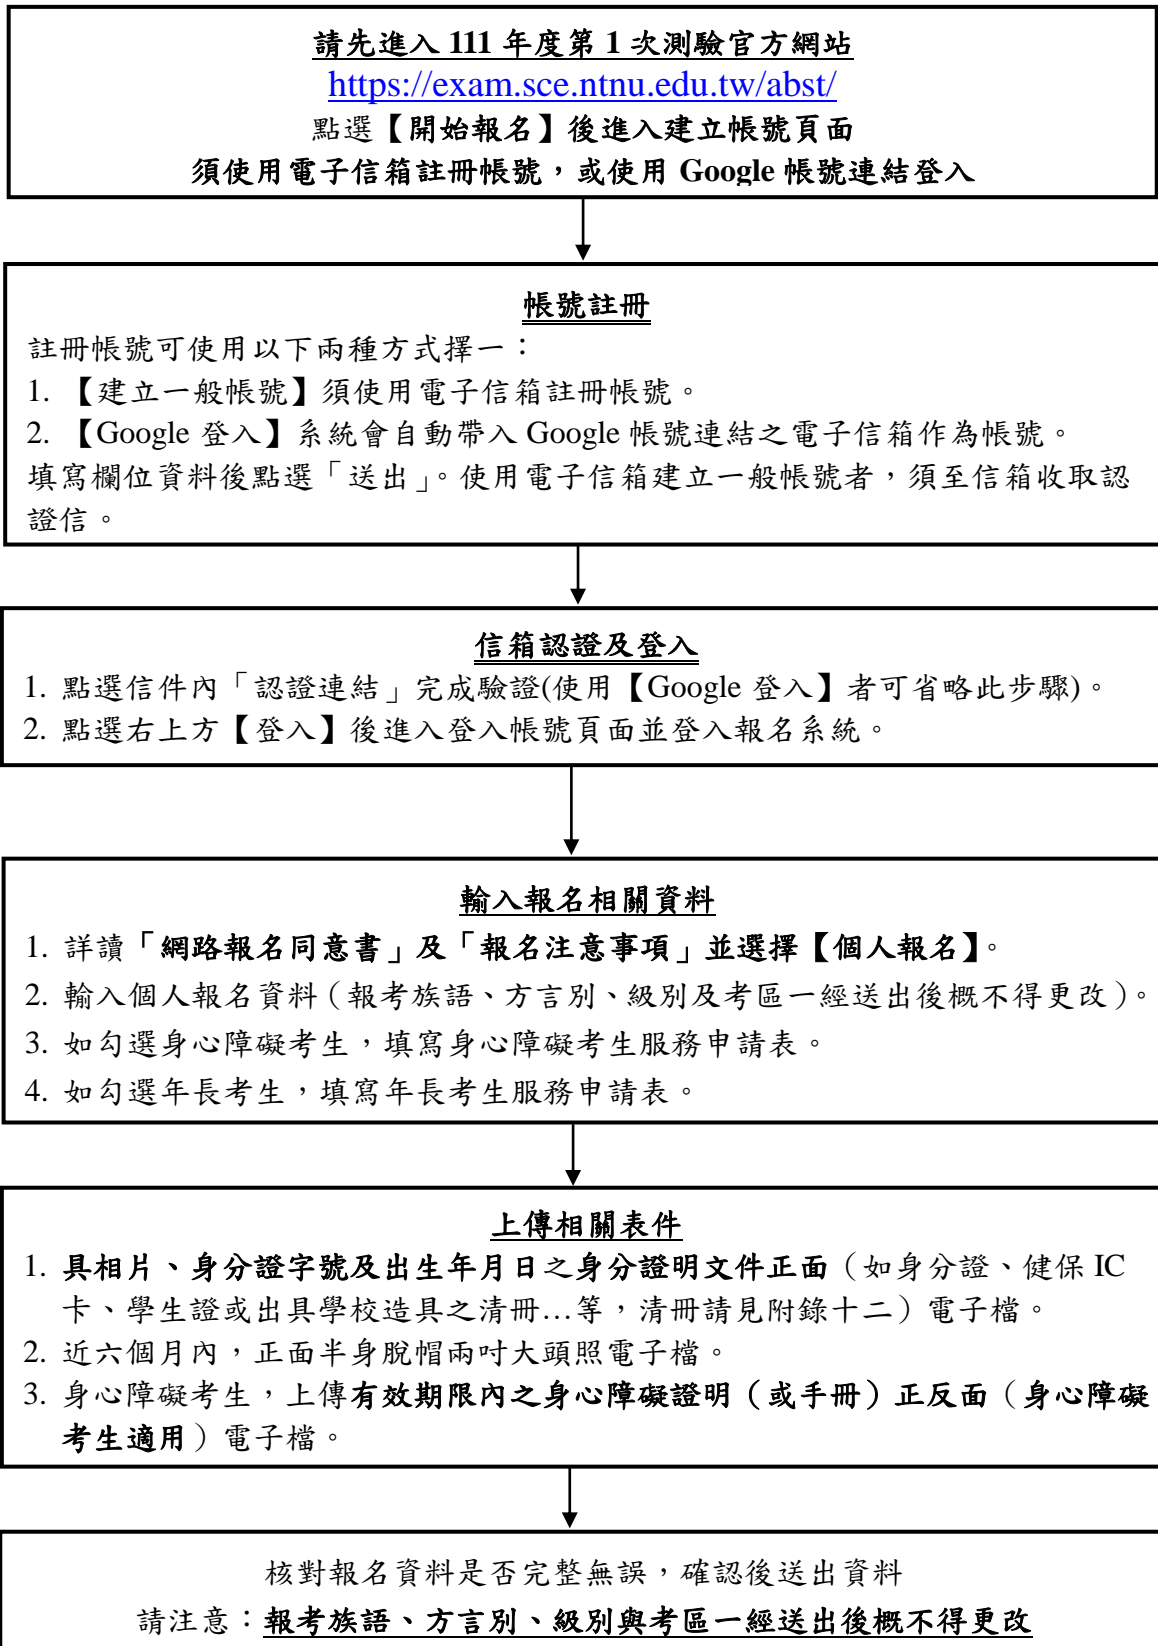 請先進入 111 年度第 1 次測驗官方網站
https://exam.sce.ntnu.edu.tw/abst/
點選【開始報名】後進入建立帳號頁面
須使用電子信箱註冊帳號，或使用 Google 帳號連結登入
帳號註冊
註冊帳號可使用以下兩種方式擇一：
1. 【建立一般帳號】須使用電子信箱註冊帳號。
2. 【Google 登入】系統會自動帶入 Google 帳號連結之電子信箱作為帳號。
填寫欄位資料後點選「送出」。使用電子信箱建立一般帳號者，須至信箱收取認
證信。
信箱認證及登入
1. 點選信件內「認證連結」完成驗證(使用【Google 登入】者可省略此步驟)。
2. 點選右上方【登入】後進入登入帳號頁面並登入報名系統。
輸入報名相關資料
1. 詳讀「網路報名同意書」及「報名注意事項」並選擇【個人報名】。
2. 輸入個人報名資料（報考族語、方言別、級別及考區一經送出後概不得更改）。
3. 如勾選身心障礙考生，填寫身心障礙考生服務申請表。
4. 如勾選年長考生，填寫年長考生服務申請表。
上傳相關表件
1. 具相片、身分證字號及出生年月日之身分證明文件正面（如身分證、健保 IC
卡、學生證或出具學校造具之清冊…等，清冊請見附錄十二）電子檔。
2. 近六個月內，正面半身脫帽兩吋大頭照電子檔。
3. 身心障礙考生，上傳有效期限內之身心障礙證明（或手冊）正反面（身心障礙
考生適用）電子檔。
核對報名資料是否完整無誤，確認後送出資料
請注意：報考族語、方言別、級別與考區一經送出後概不得更改